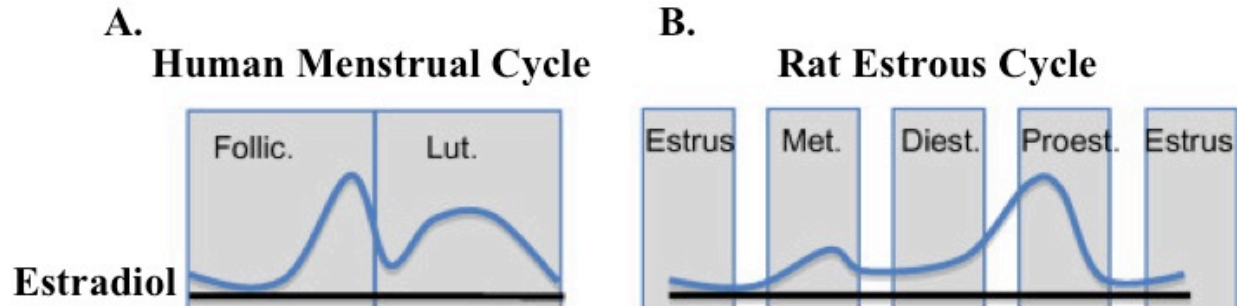 A.
Human Menstrual Cycle
Follic.
Lut.
Estradiol
B.
Rat Estrous Cycle
Estrus
Met.
Diest.
Proest.
Estrus